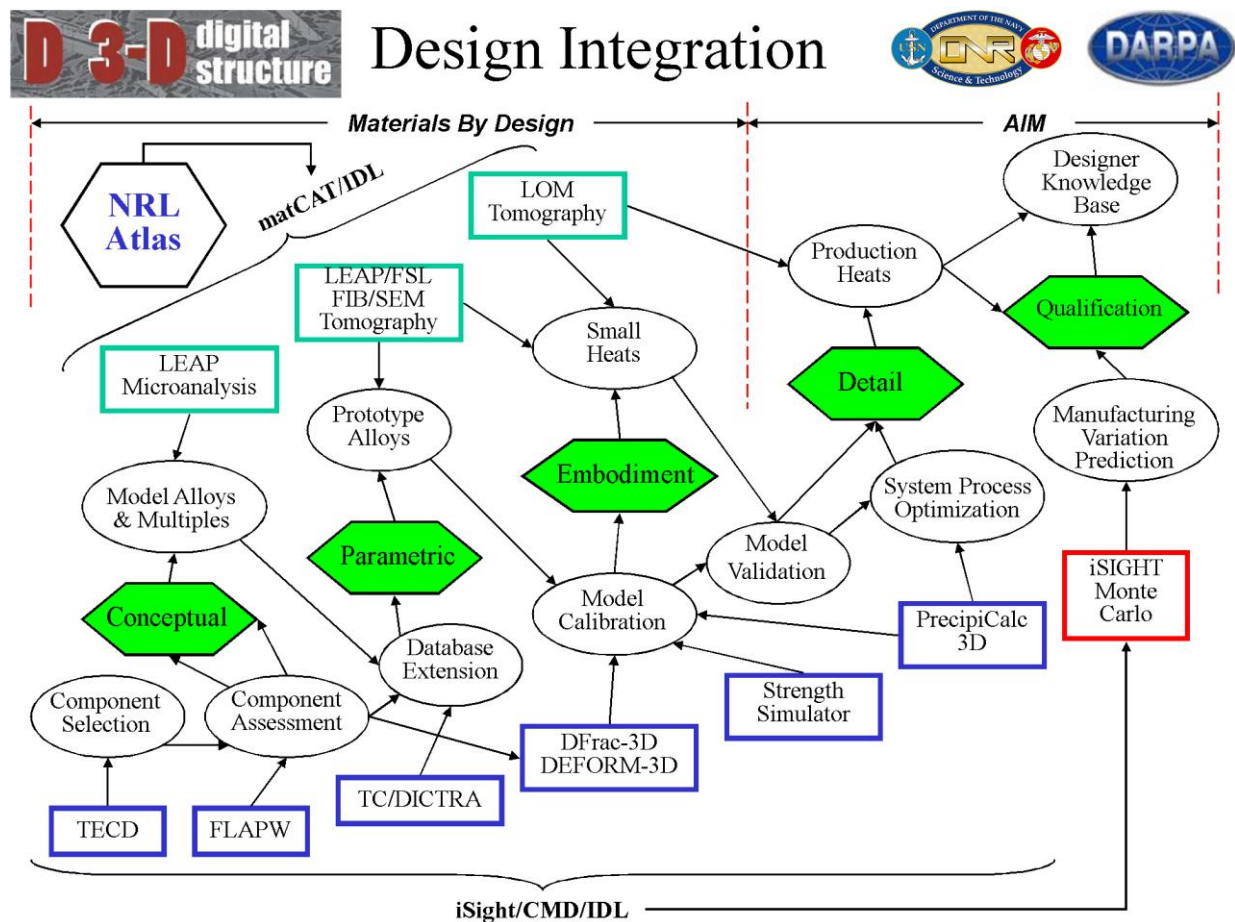 D 3-D digital
structure
Design Integration
DEPARTMENT OF THE NAVY
USN
ONR
Science & Technology
DARPA
Materials By Design
AIM
NRL
Atlas
matCAT/IDL
LOM
Tomography
Designer
Knowledge
Base
Production
Heats
LEAP/FSL
FIB/SEM
Tomography
Small
Heats
Qualification
LEAP
Microanalysis
Prototype
Alloys
Detail
Manufacturing
Variation
Prediction
Model Alloys
& Multiples
Embodiment
System Process
Optimization
Parametric
Model
Validation
iSIGHT
Monte
Carlo
Conceptual
Model
Calibration
PrecipiCalc
3D
Database
Extension
Component
Selection
Component
Assessment
Strength
Simulator
DFrac-3D
DEFORM-3D
TC/DICTRA
TECD
FLAPW
iSight/CMD/IDL